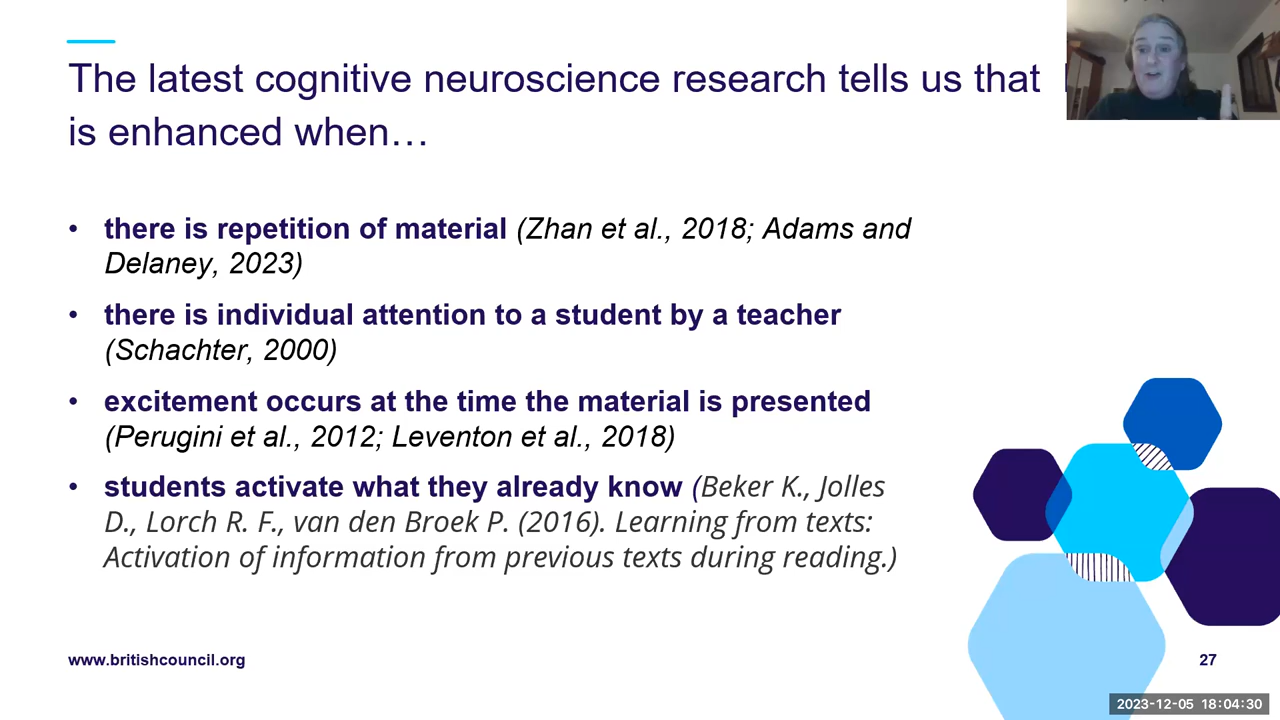 The latest cognitive neuroscience research tells us that
is enhanced when…
• there is repetition of material (Zhan et al., 2018; Adams and
Delaney, 2023)
• there is individual attention to a student by a teacher
(Schachter, 2000)
• excitement occurs at the time the material is presented
(Perugini et al., 2012; Leventon et al., 2018)
• students activate what they already know (Beker K., Jolles
D., Lorch R. F., van den Broek P. (2016). Learning from texts:
Activation of information from previous texts during reading.)
www.britishcouncil.org
27
2023-12-05 18:04:30